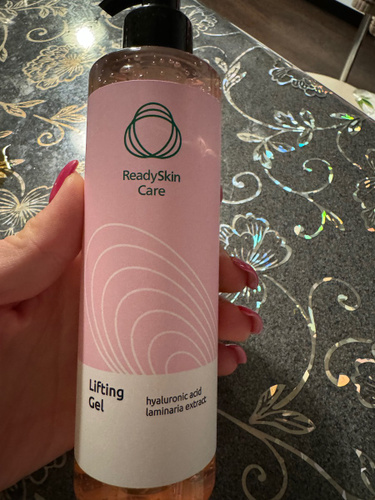 ReadySkin
Care
Lifting
Gel
hyaluronic acid
laminaria extract